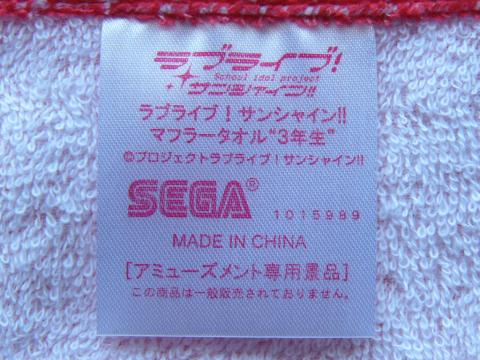 ラブライブ!
School idol project
サンシャイン!!
ラブライブ！サンシャイン!!
マフラータオル“3年生”
©プロジェクトラブライブ！サンシャイン!!
SEGA®
1015989
MADE IN CHINA
[アミューズメント専用景品]
この商品は一般販売されておりません。